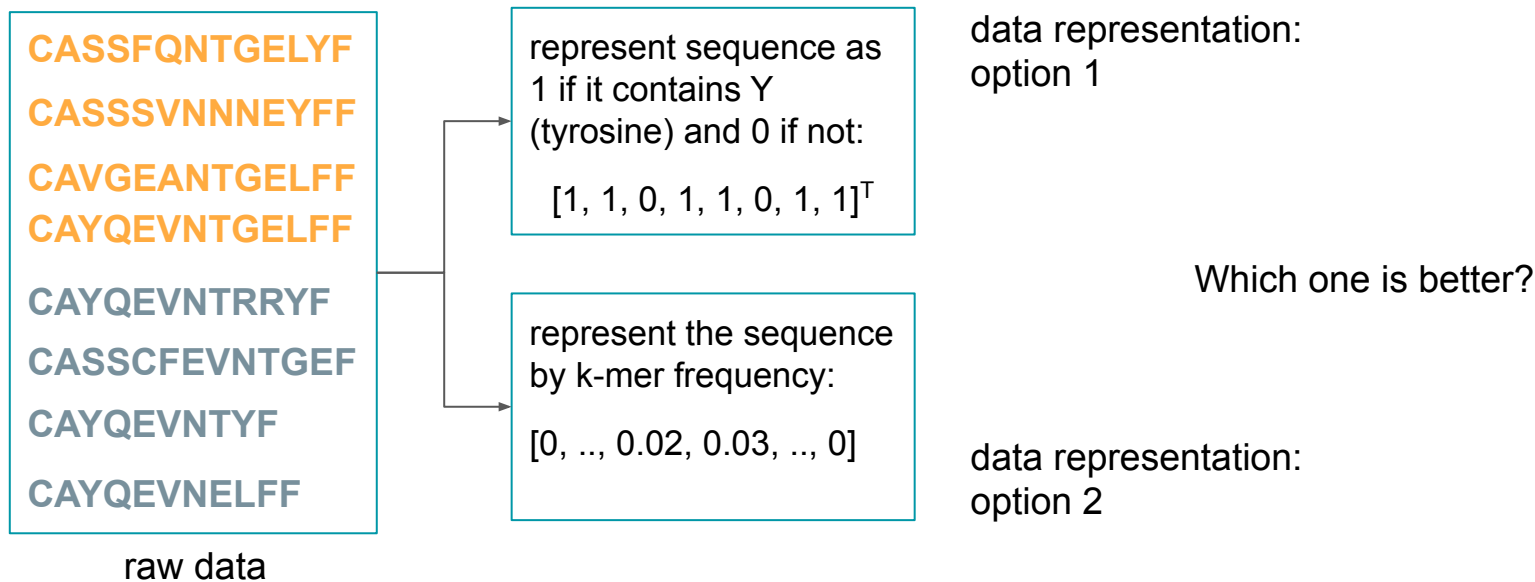 CASSFQNTGELYF
CASSSVNNNEYFF
CAVGEANTGELFF
CAYQEVNTGELFF
CAYQEVNTRRYF
CASSCFEVNTGEF
CAYQEVNTYF
CAYQEVNELFF
raw data
represent sequence as
1 if it contains Y
(tyrosine) and 0 if not:
[1, 1, 0, 1, 1, 0, 1, 1]ᵀ
data representation:
option 1
represent the sequence
by k-mer frequency:
[0, .., 0.02, 0.03, .., 0]
data representation:
option 2
Which one is better?